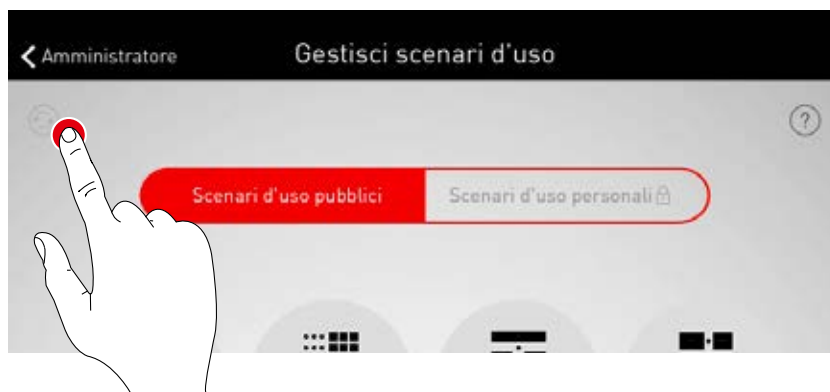 Amministratore
Gestisci scenari d'uso
?
Scenari d'uso pubblici
Scenari d'uso personali